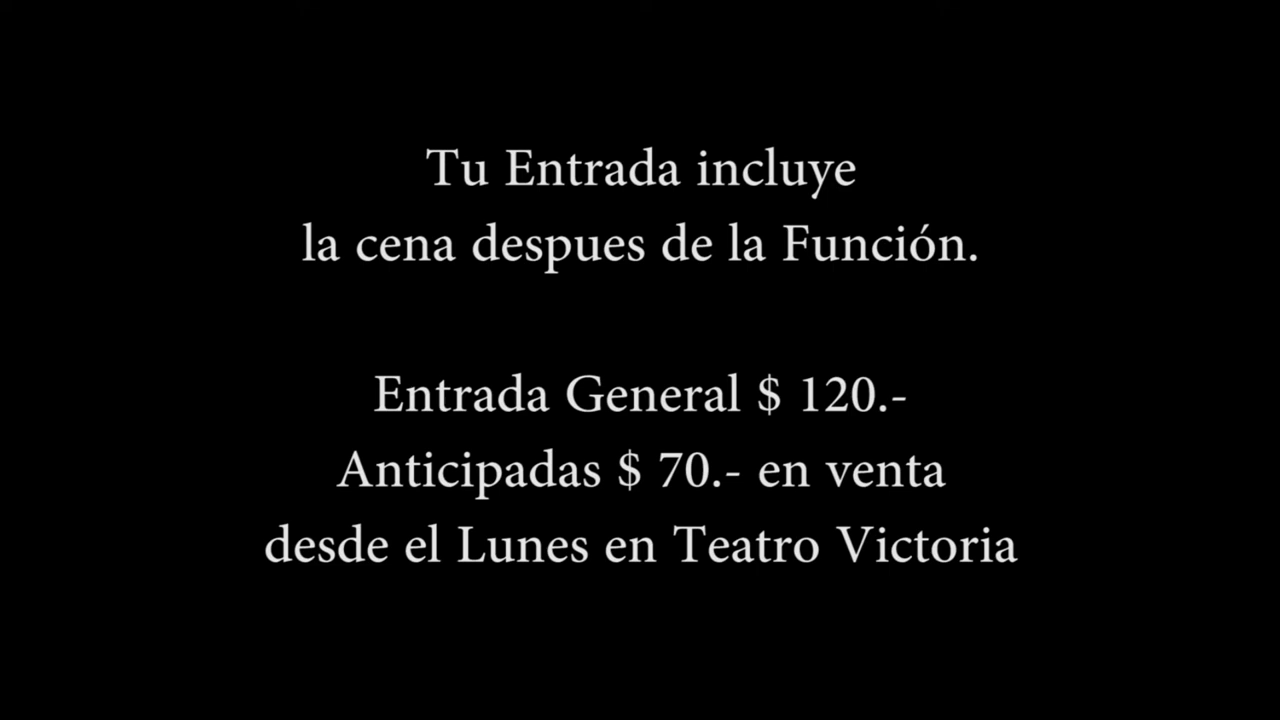 Tu Entrada incluye
la cena despues de la Función.
Entrada General $ 120.-
Anticipadas $ 70.- en venta
desde el Lunes en Teatro Victoria